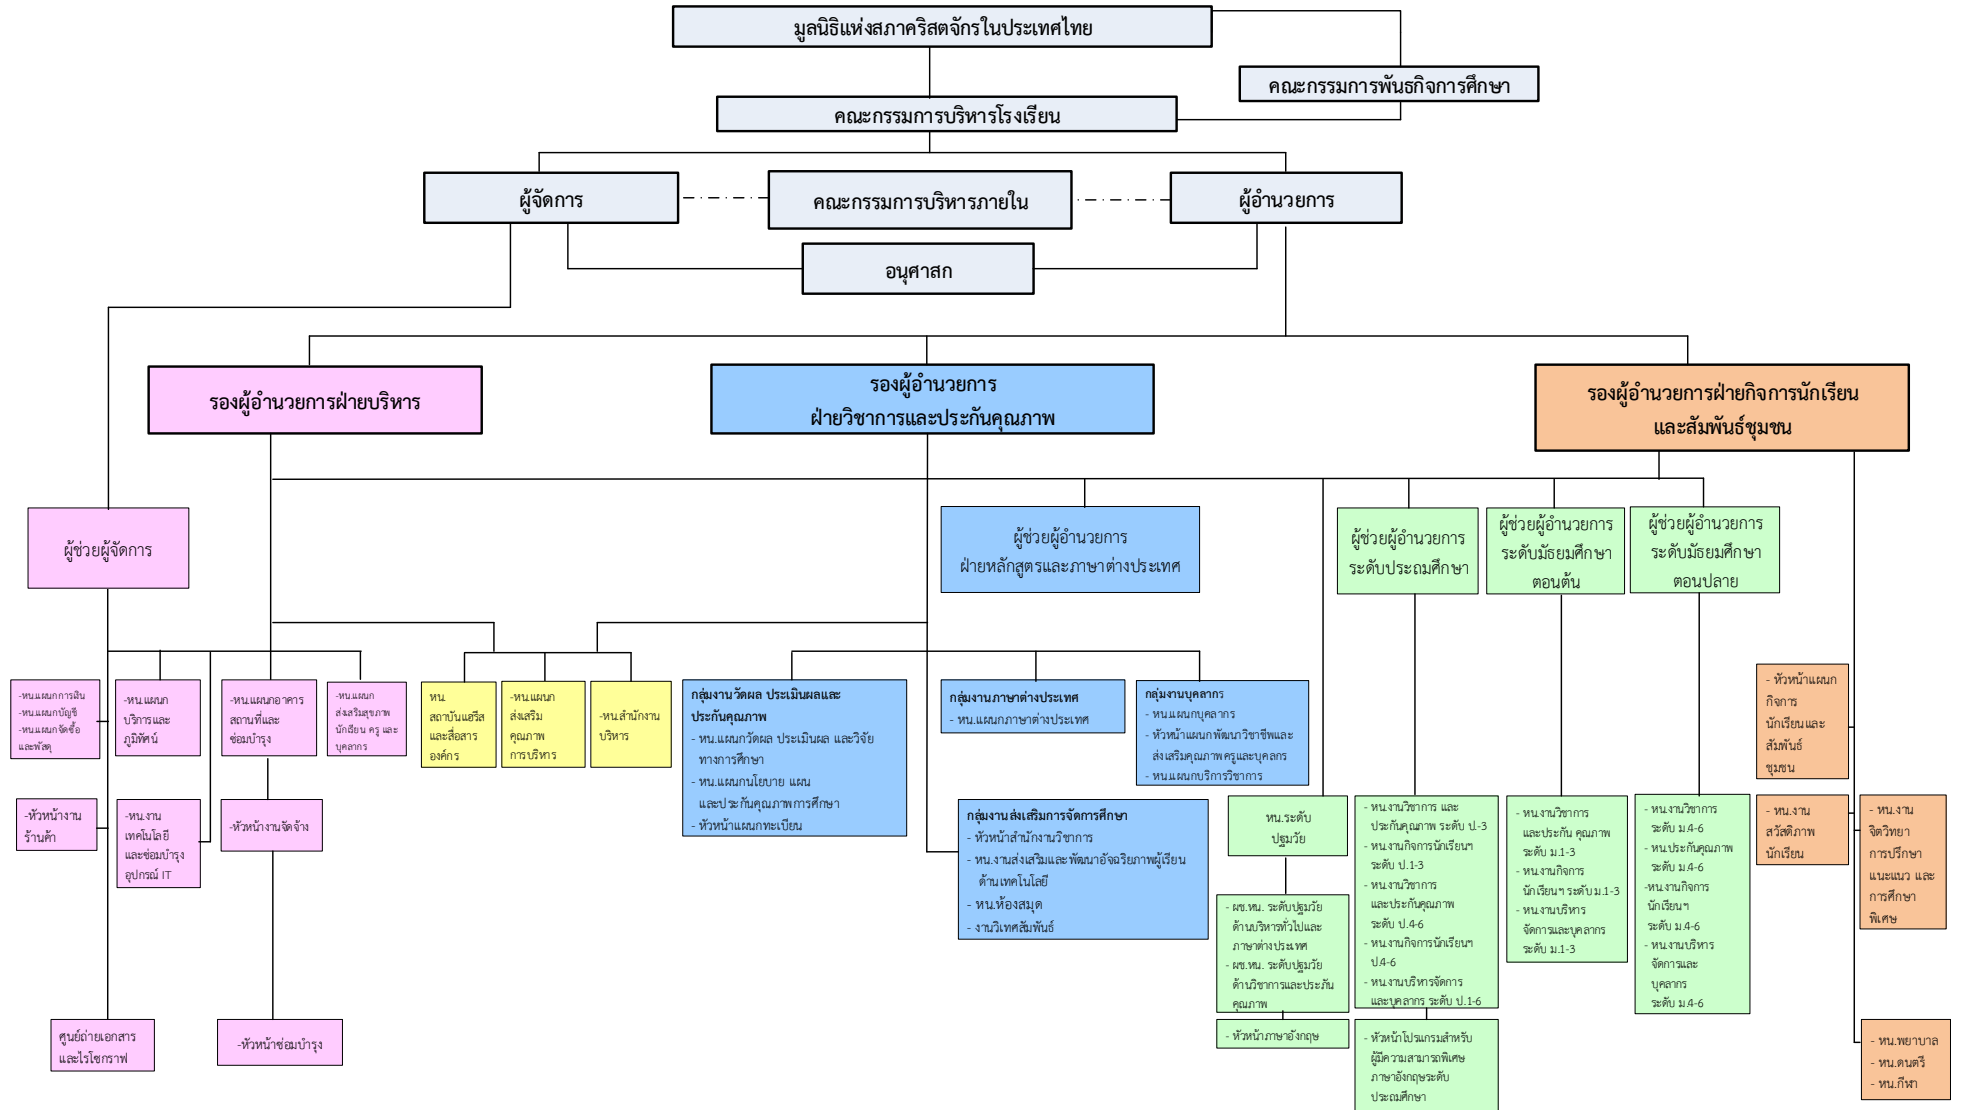 มูลนิธิแห่งสภาคริสตจักรในประเทศไทย
คณะกรรมการพันธกิจการศึกษา
คณะกรรมการบริหารโรงเรียน
ผู้จัดการ
คณะกรรมการบริหารภายใน
ผู้อำนวยการ
อนุศาสก
รองผู้อำนวยการฝ่ายบริหาร
รองผู้อำนวยการ
ฝ่ายวิชาการและประกันคุณภาพ
รองผู้อำนวยการฝ่ายกิจการนักเรียน
และสัมพันธ์ชุมชน
ผู้ช่วยผู้จัดการ
ผู้ช่วยผู้อำนวยการ
ฝ่ายหลักสูตรและภาษาต่างประเทศ
ผู้ช่วยผู้อำนวยการ
ระดับประถมศึกษา
ผู้ช่วยผู้อำนวยการ
ระดับมัธยมศึกษา
ตอนต้น
ผู้ช่วยผู้อำนวยการ
ระดับมัธยมศึกษา
ตอนปลาย
-หน.แผนกการเงิน
-หน.แผนกบัญชี
-หน.แผนกจัดซื้อ
และพัสดุ
-หน.แผนก
บริการและ
ภูมิทัศน์
-หน.แผนกอาคาร
สถานที่และ
ซ่อมบำรุง
-หน.แผนก
ส่งเสริมสุขภาพ
นักเรียน ครู และ
บุคลากร
หน.
สถาบันแฮรีส
และสื่อสาร
องค์กร
-หน.แผนก
ส่งเสริม
คุณภาพ
การบริหาร
-หน.สำนักงาน
บริหาร
กลุ่มงานวัดผล ประเมินผลและ
ประกันคุณภาพ
- หน.แผนกวัดผล ประเมินผล และวิจัย
ทางการศึกษา
- หน.แผนกนโยบาย แผน
และประกันคุณภาพการศึกษา
- หัวหน้าแผนกทะเบียน
กลุ่มงานภาษาต่างประเทศ
- หน.แผนกภาษาต่างประเทศ
กลุ่มงานบุคลากร
- หน.แผนกบุคลากร
- หัวหน้าแผนกพัฒนาวิชาชีพและ
ส่งเสริมคุณภาพครูและบุคลกร
- หน.แผนกบริการวิชาการ
- หัวหน้าแผนก
กิจการ
นักเรียนและ
สัมพันธ์
ชุมชน
-หัวหน้างาน
ร้านค้า
-หน.งาน
เทคโนโลยี
และซ่อมบำรุง
อุปกรณ์ IT
-หัวหน้างานจัดจ้าง
กลุ่มงานส่งเสริมการจัดการศึกษา
- หัวหน้าสำนักงานวิชาการ
- หน.งานส่งเสริมและพัฒนาอัจฉริยภาพผู้เรียน
ด้านเทคโนโลยี
- หน.ห้องสมุด
- งานวิเทศสัมพันธ์
หน.ระดับ
ปฐมวัย
- หน.งานวิชาการ และ
ประกันคุณภาพ ระดับ ป.-3
- หน.งานกิจการนักเรียนฯ
ระดับ ป.1-3
- หน.งานวิชาการ
และประกันคุณภาพ
ระดับ ป.4-6
- หน.งานกิจการนักเรียนฯ
ป.4-6
- หน.งานบริหารจัดการ
และบุคลากร ระดับ ป.1-6
- หน.งานวิชาการ
และประกัน คุณภาพ
ระดับ ม.1-3
- หน.งานกิจการ
นักเรียนฯ ระดับ ม.1-3
- หน.งานบริหาร
จัดการและบุคลากร
ระดับ ม.1-3
- หน.งานวิชาการ
ระดับ ม.4-6
- หน.ประกันคุณภาพ
ระดับ ม.4-6
-หน.งานกิจการ
นักเรียนฯ
ระดับ ม.4-6
- หน.งานบริหาร
จัดการและ
บุคลากร
ระดับ ม.4-6
- หน.งาน
สวัสดิภาพ
นักเรียน
- หน.งาน
จิตวิทยา
การปรึกษา
แนะแนว และ
การศึกษา
พิเศษ
- ผช.หน. ระดับปฐมวัย
ด้านบริหารทั่วไปและ
ภาษาต่างประเทศ
- ผช.หน. ระดับปฐมวัย
ด้านวิชาการและประภัน
คุณภาพ
ศูนย์ถ่ายเอกสาร
และโรโซกราฟ
-หัวหน้าซ่อมบำรุง
- หัวหน้าภาษาอังกฤษ
- หัวหน้าโปรแกรมสำหรับ
ผู้มีความสามารถพิเศษ
ภาษาอังกฤษระดับ
ประถมศึกษา
- หน.พยาบาล
- หน.ดนตรี
- หน.กีฬา